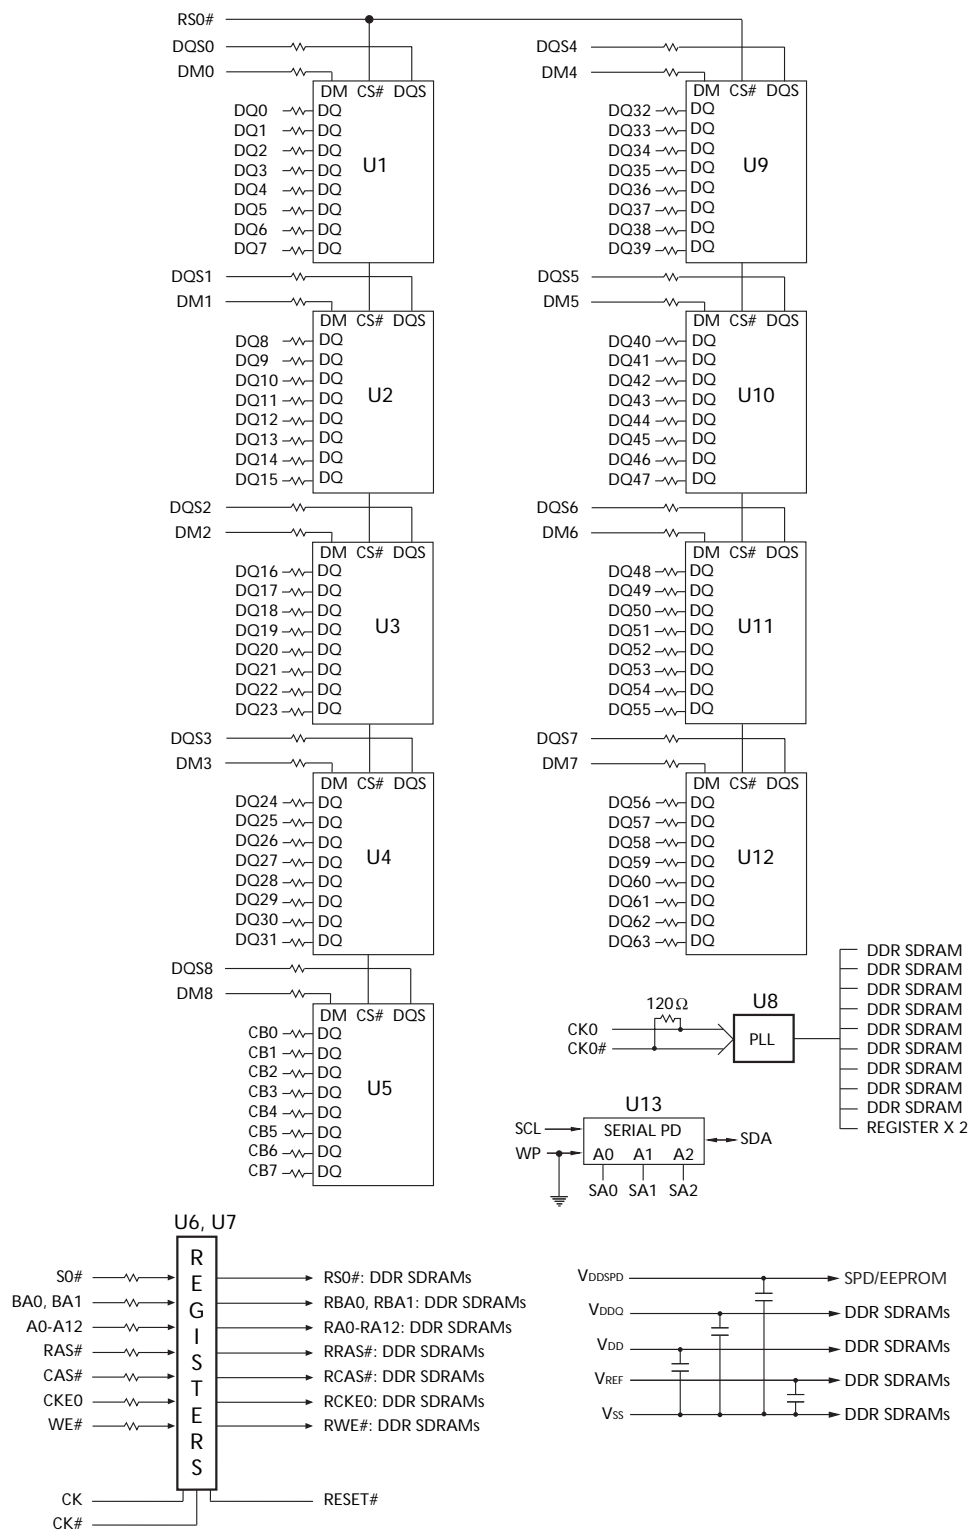 RS0#
DQS0
DM0
DM CS# DQS
DQ0 DQ
DQ1 DQ
DQ2 DQ
DQ3 DQ
DQ4 DQ
DQ5 DQ
DQ6 DQ
DQ7 DQ
U1
DQS1
DM1
DM CS# DQS
DQ8 DQ
DQ9 DQ
DQ10 DQ
DQ11 DQ
DQ12 DQ
DQ13 DQ
DQ14 DQ
DQ15 DQ
U2
DQS2
DM2
DM CS# DQS
DQ16 DQ
DQ17 DQ
DQ18 DQ
DQ19 DQ
DQ20 DQ
DQ21 DQ
DQ22 DQ
DQ23 DQ
U3
DQS3
DM3
DM CS# DQS
DQ24 DQ
DQ25 DQ
DQ26 DQ
DQ27 DQ
DQ28 DQ
DQ29 DQ
DQ30 DQ
DQ31 DQ
U4
DQS8
DM8
DM CS# DQS
CB0 DQ
CB1 DQ
CB2 DQ
CB3 DQ
CB4 DQ
CB5 DQ
CB6 DQ
CB7 DQ
U5
DQS4
DM4
DM CS# DQS
DQ32 DQ
DQ33 DQ
DQ34 DQ
DQ35 DQ
DQ36 DQ
DQ37 DQ
DQ38 DQ
DQ39 DQ
U9
DQS5
DM5
DM CS# DQS
DQ40 DQ
DQ41 DQ
DQ42 DQ
DQ43 DQ
DQ44 DQ
DQ45 DQ
DQ46 DQ
DQ47 DQ
U10
DQS6
DM6
DM CS# DQS
DQ48 DQ
DQ49 DQ
DQ50 DQ
DQ51 DQ
DQ52 DQ
DQ53 DQ
DQ54 DQ
DQ55 DQ
U11
DQS7
DM7
DM CS# DQS
DQ56 DQ
DQ57 DQ
DQ58 DQ
DQ59 DQ
DQ60 DQ
DQ61 DQ
DQ62 DQ
DQ63 DQ
U12
120Ω
U8
CK0
CK0#
PLL
DDR SDRAM
DDR SDRAM
DDR SDRAM
DDR SDRAM
DDR SDRAM
DDR SDRAM
DDR SDRAM
DDR SDRAM
DDR SDRAM
REGISTER X 2
U13
SCL
WP
SERIAL PD
A0 A1 A2
SDA
SA0 SA1 SA2
U6, U7
REGISTERS
S0# RS0#: DDR SDRAMs
BA0, BA1 RBA0, RBA1: DDR SDRAMs
A0-A12 RA0-RA12: DDR SDRAMs
RAS# RRAS#: DDR SDRAMs
CAS# RCAS#: DDR SDRAMs
CKE0 RCKE0: DDR SDRAMs
WE# RWE#: DDR SDRAMs
CK RESET#
CK#
VDDSPD SPD/EEPROM
VDDQ DDR SDRAMs
VDD DDR SDRAMs
VREF DDR SDRAMs
VSS DDR SDRAMs